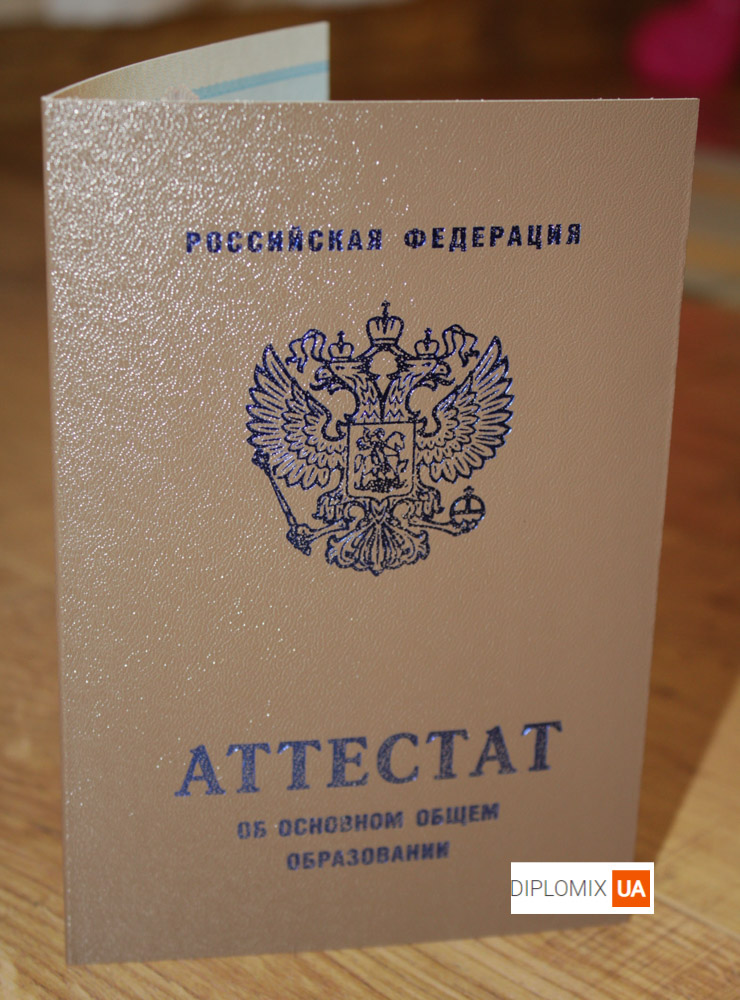 РОССИЙСКАЯ ФЕДЕРАЦИЯ
АТТЕСТАТ
ОБ ОСНОВНОМ ОБЩЕМ
ОБРАЗОВАНИИ
DIPLOMIX UA